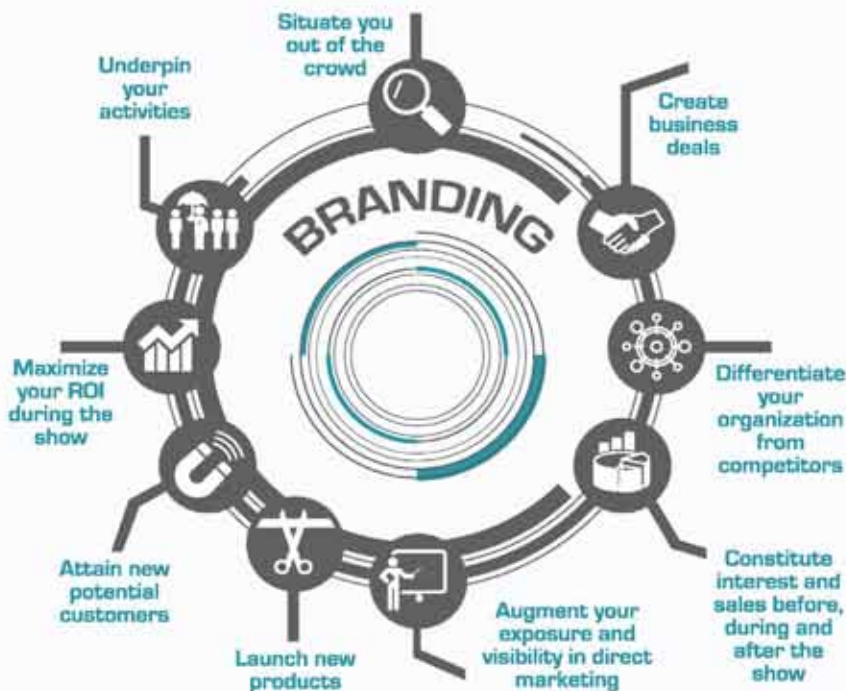 Situate you
out of the
crowd
Create
business
deals
Differentiate
your
organization
from
competitors
Constitute
interest and
sales before,
during and
after the
show
Augment your
exposure and
visibility in direct
marketing
Launch new
products
Attain new
potential
customers
Maximize
your ROI
during the
show
Underpin
your
activities
BRANDING